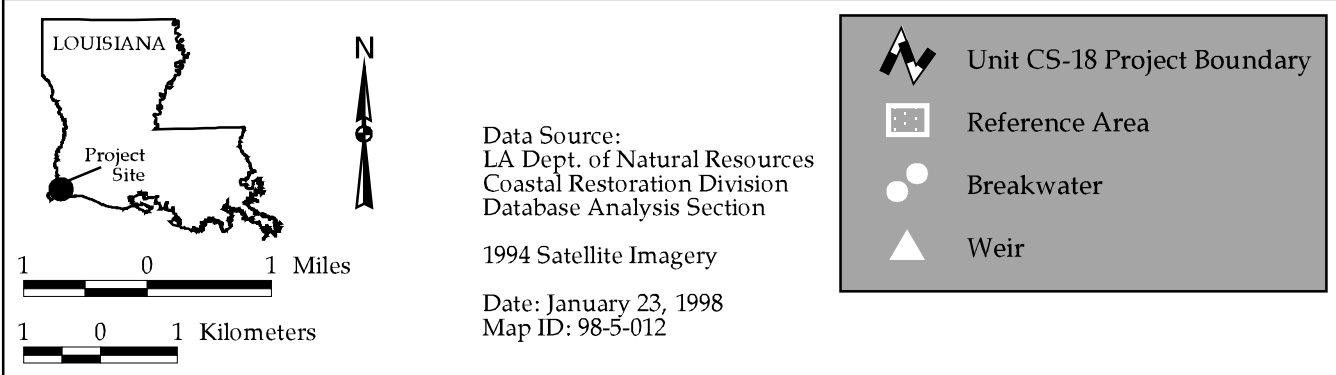 LOUISIANA
Project
Site
N
1 0 1 Miles
1 0 1 Kilometers
Data Source:
LA Dept. of Natural Resources
Coastal Restoration Division
Database Analysis Section
1994 Satellite Imagery
Date: January 23, 1998
Map ID: 98-5-012
Unit CS-18 Project Boundary
Reference Area
Breakwater
Weir